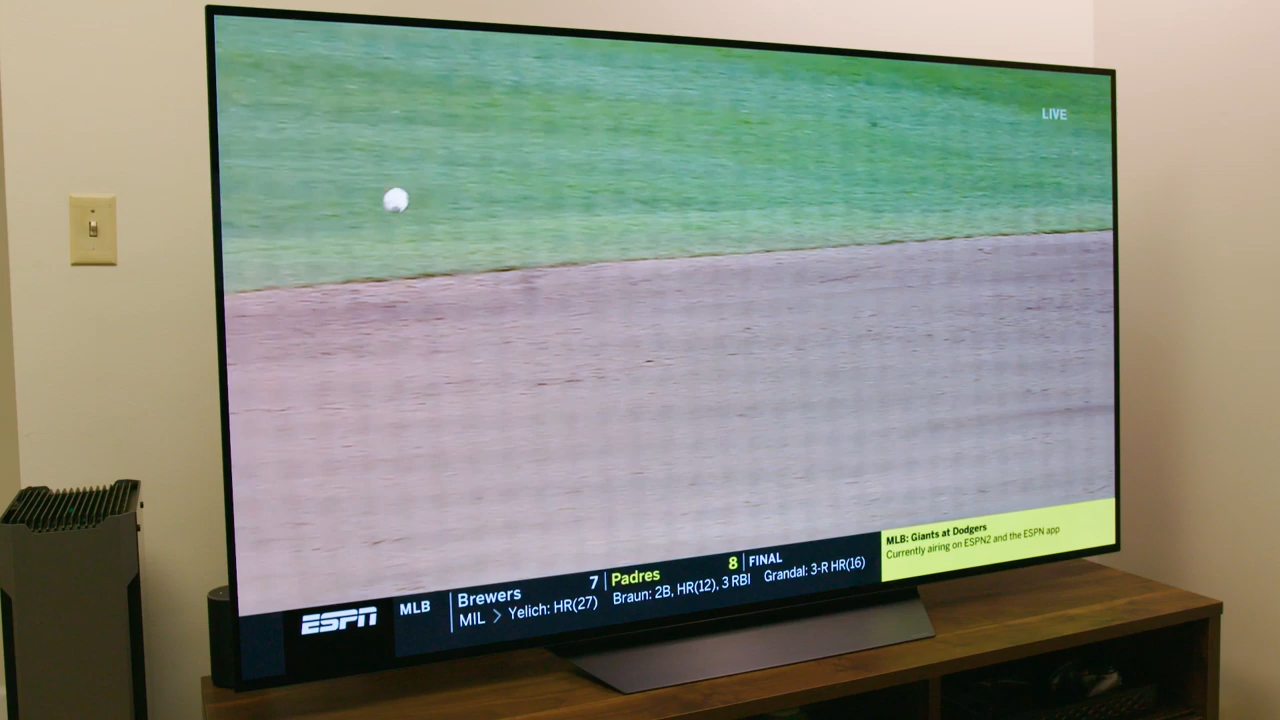 LIVE
MLB: Giants at Dodgers
Currently airing on ESPN2 and the ESPN app
ESPN
MLB
Brewers 7 Padres 8 FINAL
MIL > Yelich: HR(27) Braun: 2B, HR(12), 3 RBI Grandal: 3-R HR(16)